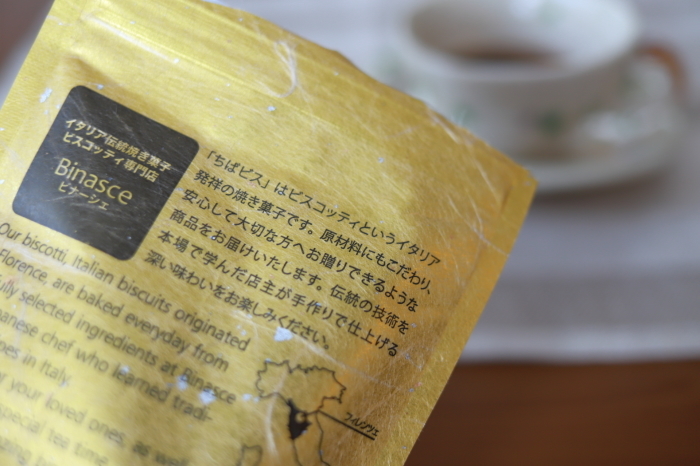 イタリア伝統焼き菓子
ビスコッティ専門店
Binasce
ビナーシェ
「ちばビス」はビスコッティというイタリア
発祥の焼き菓子です。原材料にもこだわり、
安心して大切な方へお贈りできるような
商品をお届けいたします。伝統の技術を
本場で学んだ店主が手作りで仕上げる
深い味わいをお楽しみください。
Our biscotti, Italian biscuits originated
Florence, are baked everyday from
selected ingredients at Binasce
chef who learned tradi-
in Italy.
your loved ones, as well
tea time
フィレンツェ